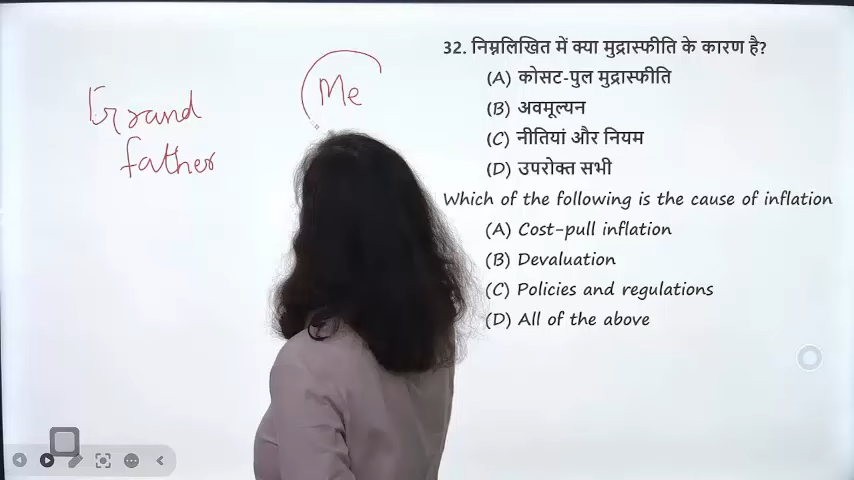 Grand
father
Me
32. निम्नलिखित में क्या मुद्रास्फीति के कारण है?
(A) कोसट-पुल मुद्रास्फीति
(B) अवमूल्यन
(C) नीतियां और नियम
(D) उपरोक्त सभी
Which of the following is the cause of inflation
(A) Cost-pull inflation
(B) Devaluation
(C) Policies and regulations
(D) All of the above